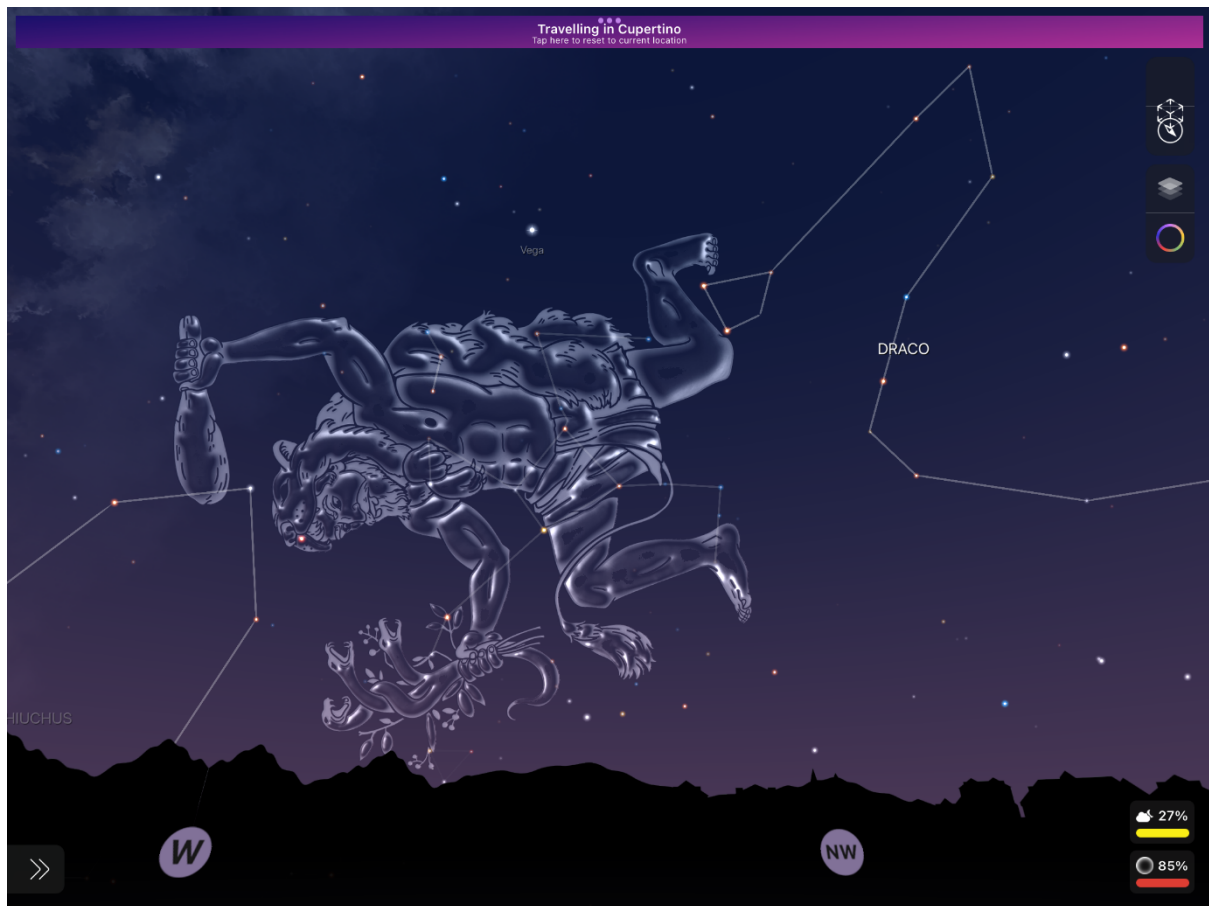 Travelling in Cupertino
Tap here to reset to current location
Vega
DRACO
HIUCHUS
W
NW
27%
85%